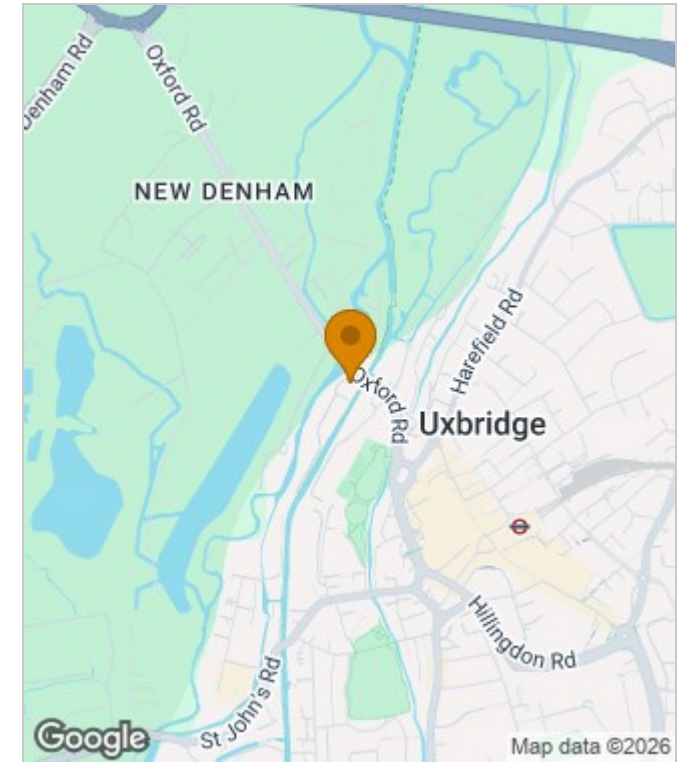 Denham Rd
Oxford Rd
NEW DENHAM
Harefield Rd
Oxford Rd
Uxbridge
Hillingdon Rd
St John's Rd
Google
Map data ©2026